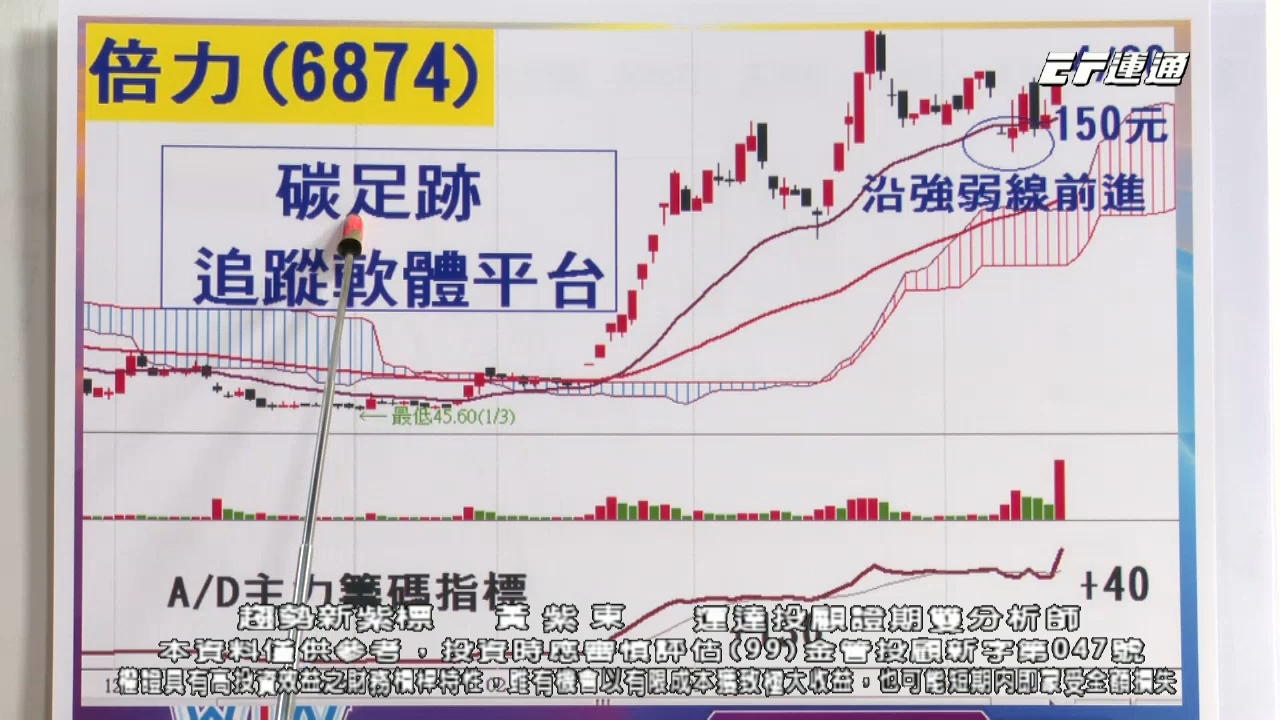 倍力(6874)
運通
150元
沿強弱線前進
碳足跡
追蹤軟體平台
最低45.60(1/3)
A/D主力籌碼指標
+40
趨勢新紫標 黃紫東 運達投顧證期雙分析師
本資料僅供參考，投資時應審慎評估(99)金管投顧新字第047號
權證具有高投資效益之財務槓桿特性，雖有機會以有限成本獲致極大收益，也可能短期內即蒙受全額損失
WIN